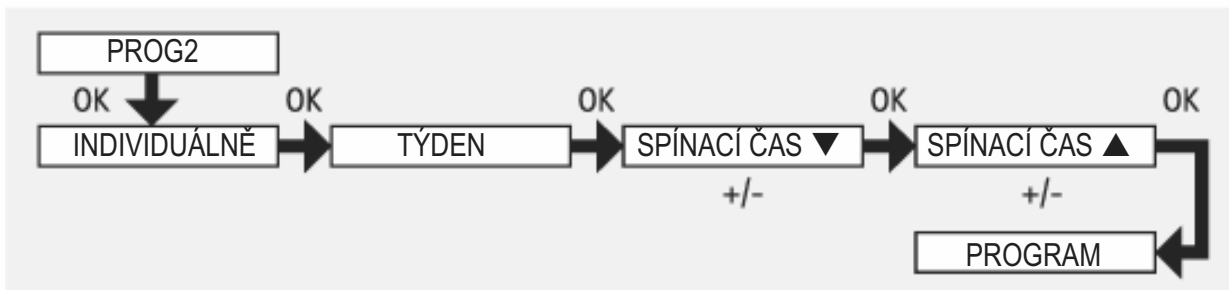 PROG2
OK OK OK OK OK
INDIVIDUÁLNĚ TÝDEN SPÍNACÍ ČAS ▼ SPÍNACÍ ČAS ▲
+/- +/-
PROGRAM